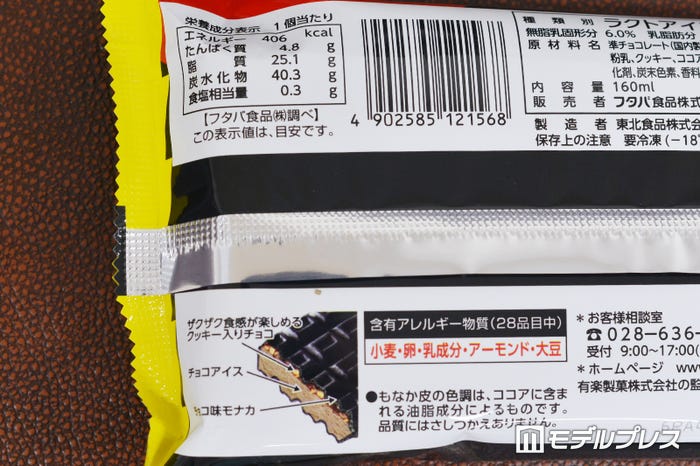 栄養成分表示 1個当たり
エネルギー 406 kcal
たんぱく質 4.8 g
脂質 25.1 g
炭水化物 40.3 g
食塩相当量 0.3 g
【フタバ食品㈱調べ】
この表示値は、目安です。
4 902585 121568
種類別 ラクトアイ
無脂乳固形分 6.0% 乳脂肪分
原材料名 準チョコレート(国内製
粉乳、クッキー、ココア
化剤、炭末色素、香料
内容量 160ml
販売者 フタバ食品株式
製造者 東北食品株式会
保存上の注意 要冷凍(-18
ザクザク食感が楽しめる
クッキー入りチョコ
チョコアイス
チョコ味モナカ
含有アレルギー物質(28品目中)
小麦・卵・乳成分・アーモンド・大豆
●もなか皮の色調は、ココアに含ま
れる油脂成分によるものです。
品質にはさしつかえありません。
*お客様相談室
☎028-636-
受付 9:00~17:00(
*ホームページ ww
有楽製菓株式会社の監
モデルプレス